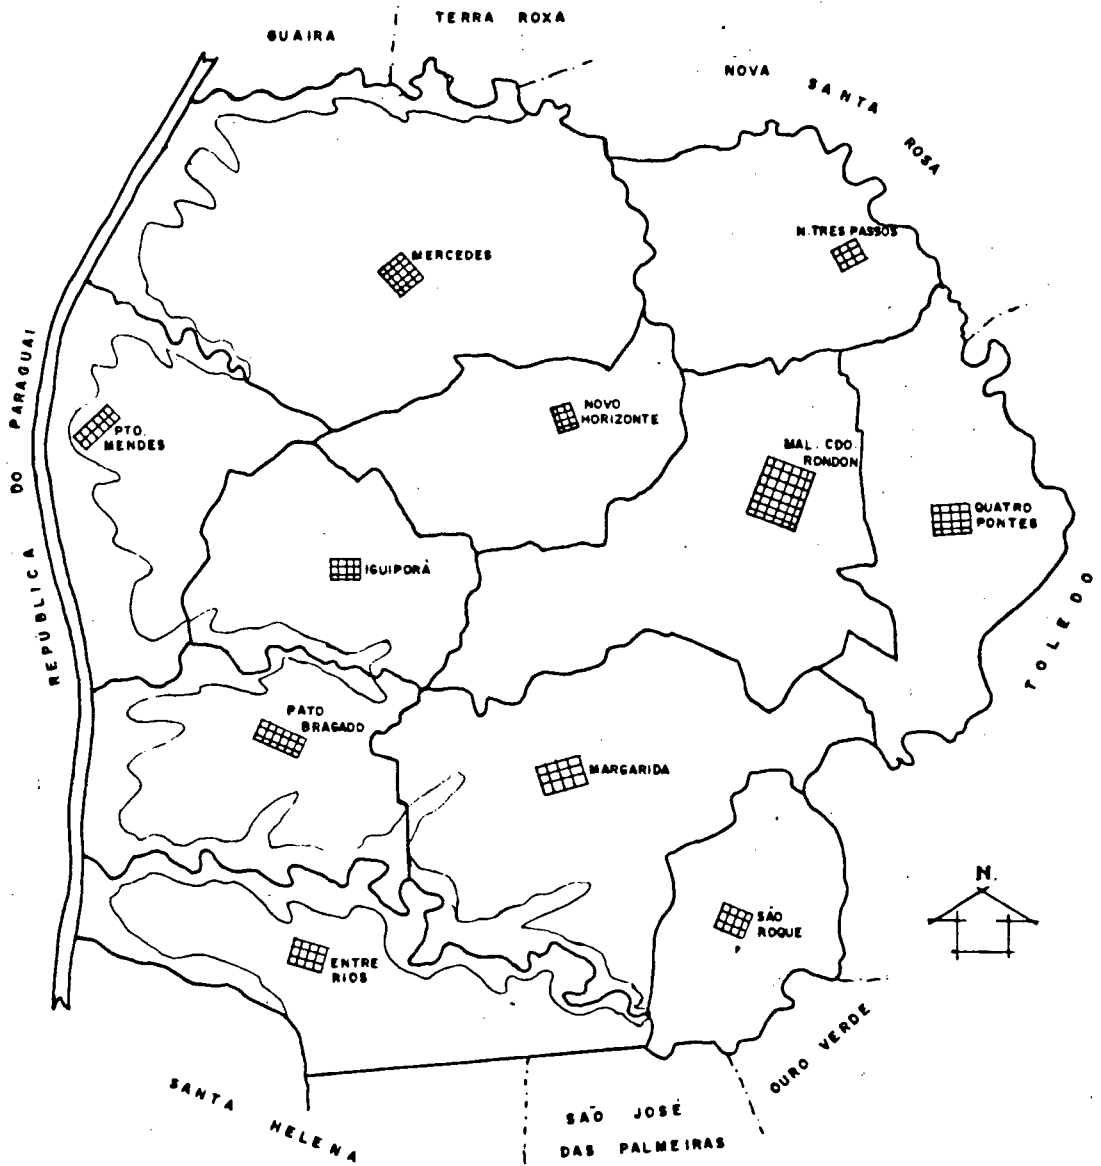 GUAIRA
TERRA ROXA
NOVA SANTA ROSA
N. TRES PASSOS
MERCEDES
REPÚBLICA DO PARAGUAI
PTO.
MENDES
NOVO
HORIZONTE
MAL. CDO.
RONDON
QUATRO
PONTES
IGUIPORÃ
TOLEDO
PATO
BRAGADO
MARGARIDA
N.
SÃO
ROQUE
P
ENTRE
RIOS
OURO VERDE
SANTA HELENA
SÃO JOSÉ
DAS PALMEIRAS